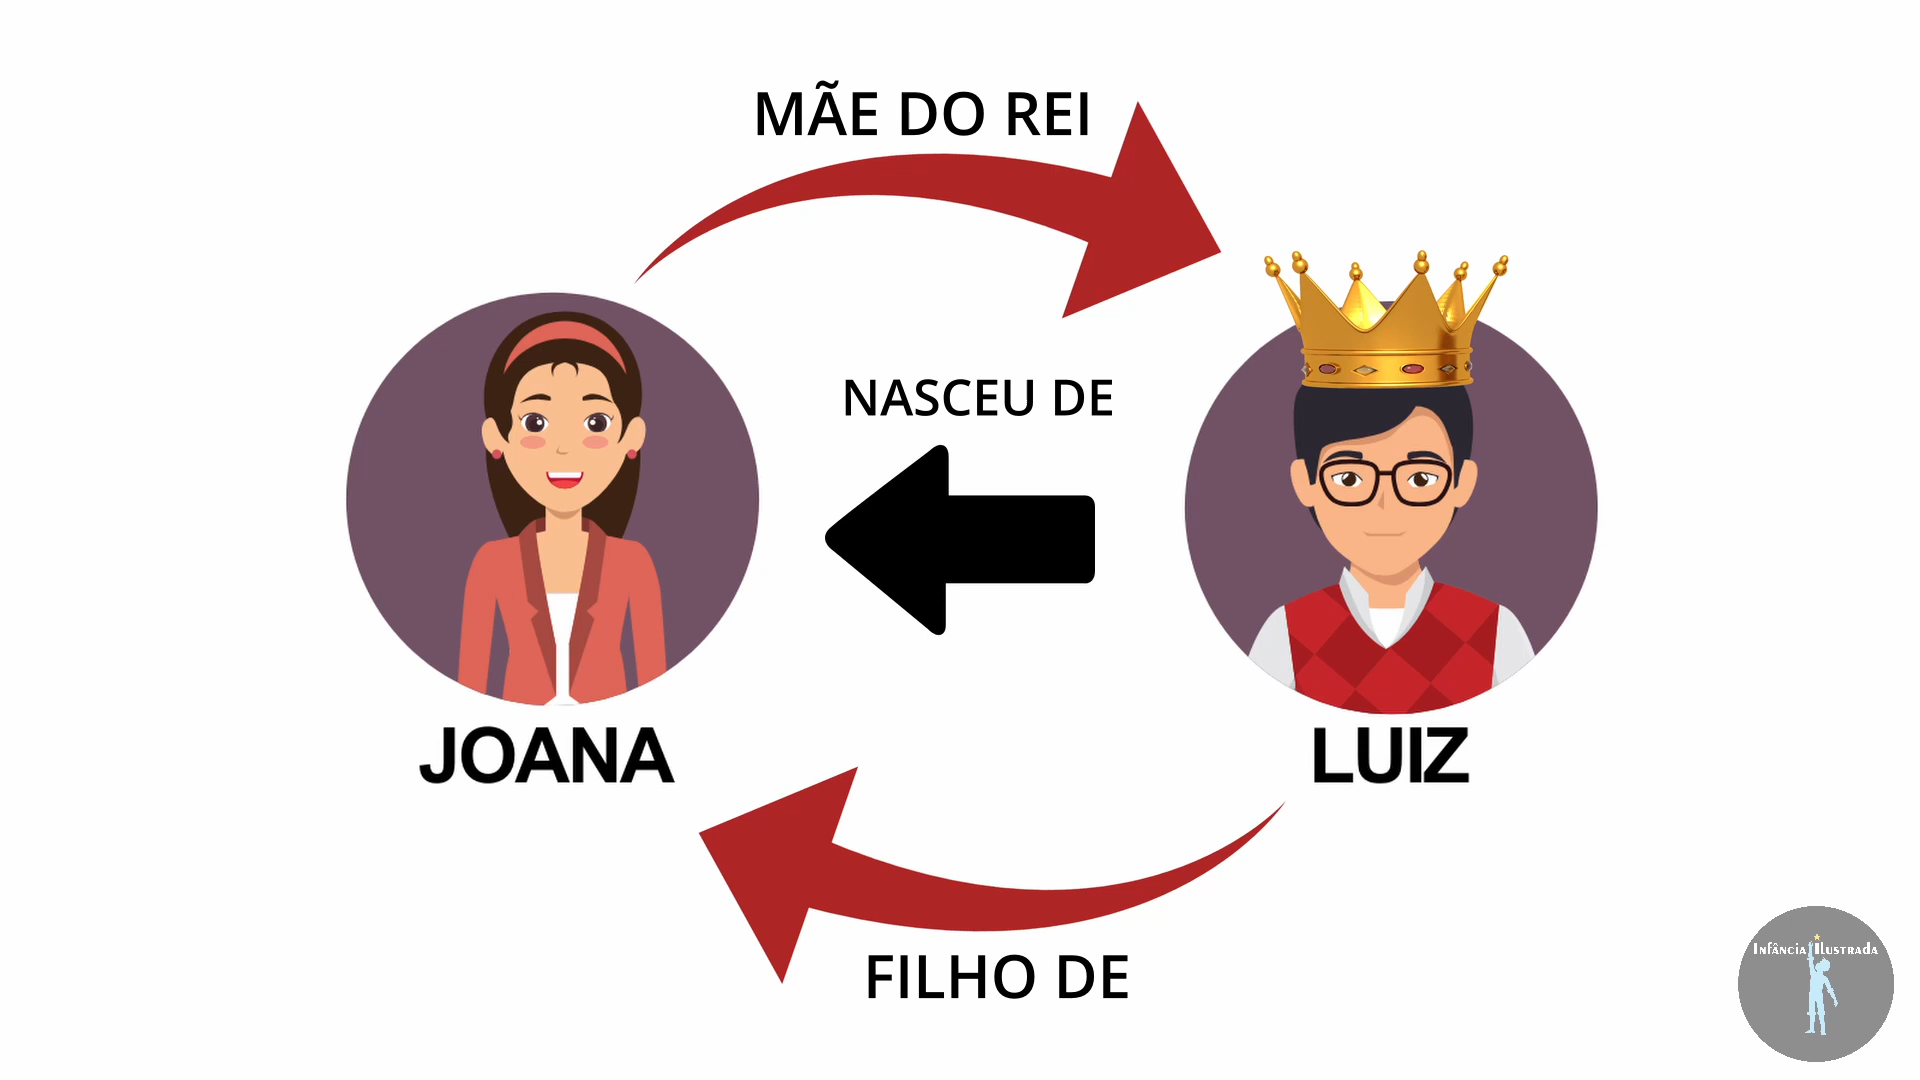 MÃE DO REI
NASCEU DE
JOANA
LUIZ
FILHO DE
INFÂNCIA ILUSTRADA